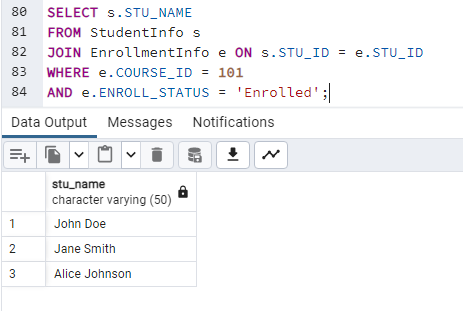 80 SELECT s.STU_NAME
81 FROM StudentInfo s
82 JOIN EnrollmentInfo e ON s.STU_ID = e.STU_ID
83 WHERE e.COURSE_ID = 101
84 AND e.ENROLL_STATUS = 'Enrolled';
Data Output Messages Notifications
stu_name
character varying (50)
1 John Doe
2 Jane Smith
3 Alice Johnson